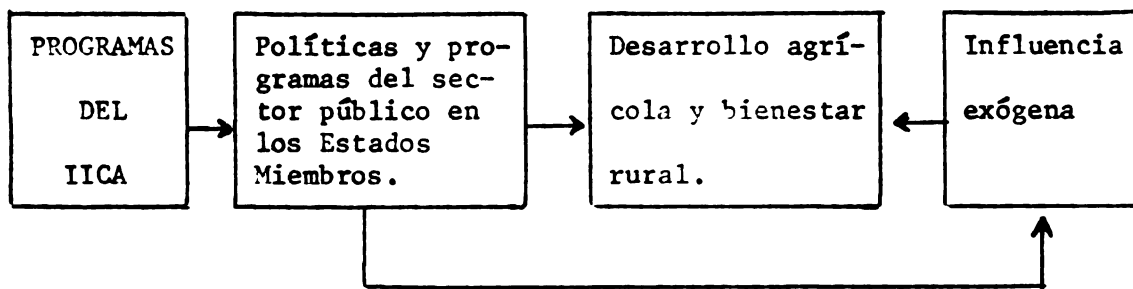 PROGRAMAS
DEL
IICA
Políticas y pro-
gramas del sec-
tor público en
los Estados
Miembros.
Desarrollo agrí-
cola y bienestar
rural.
Influencia
exógena